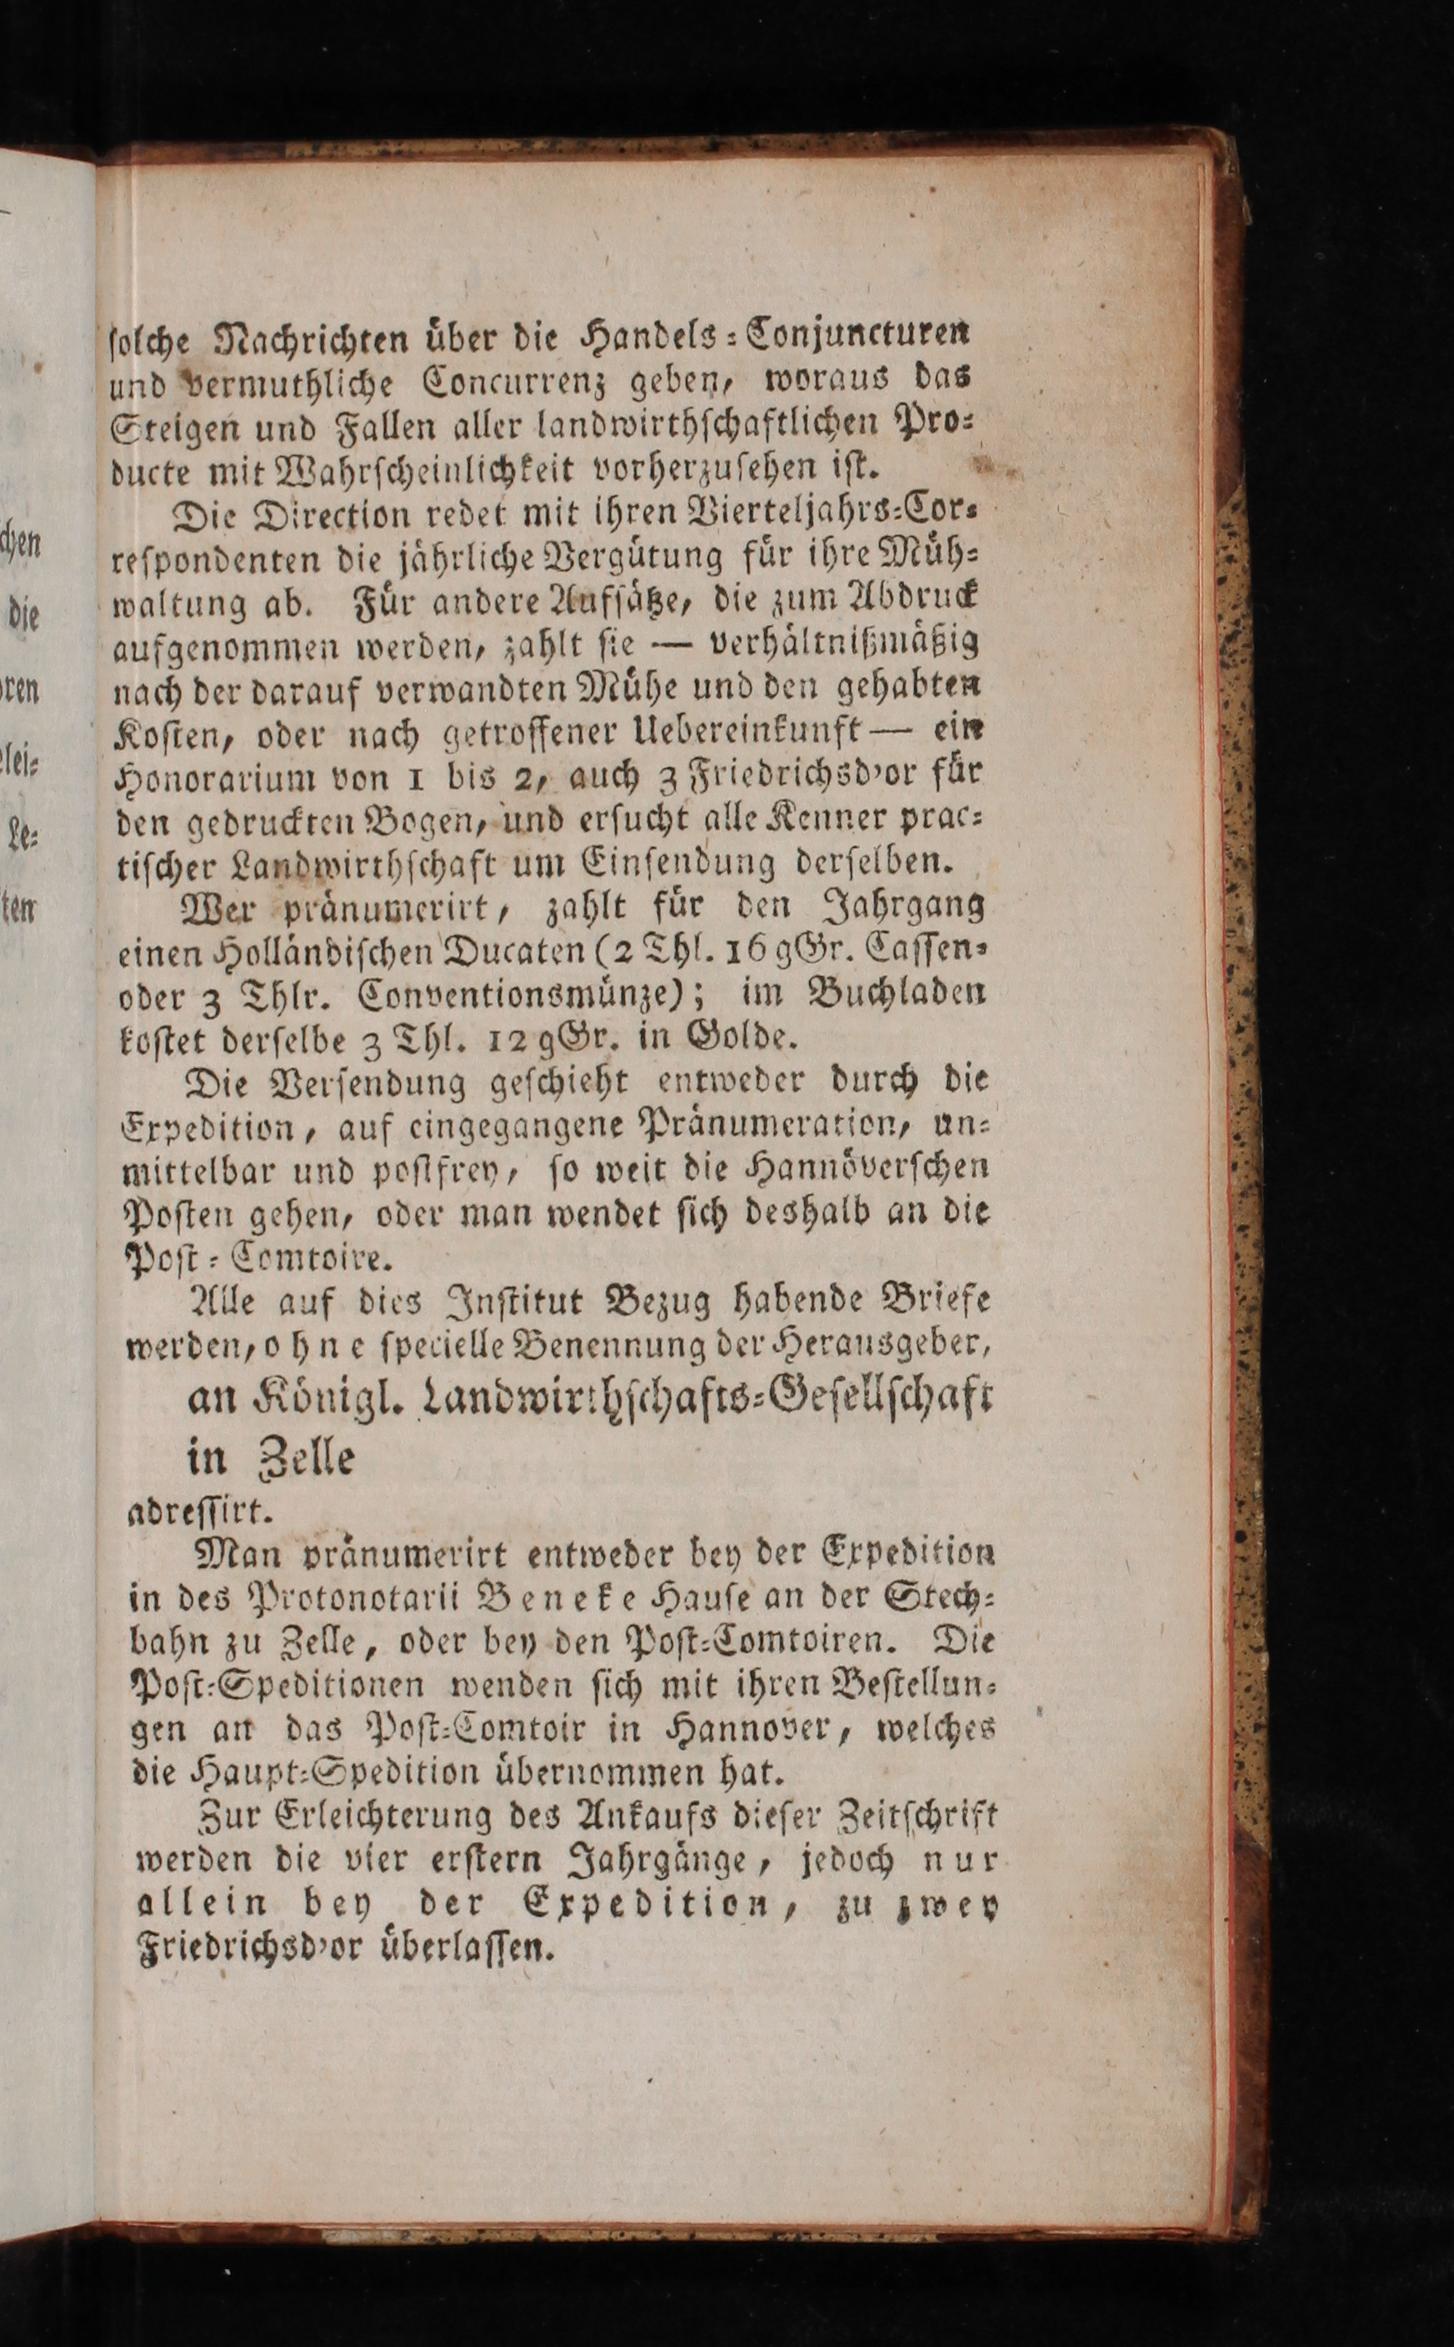 solche Nachrichten über die Handels-Conjuncturen
und vermuthliche Concurrenz geben, woraus das
Steigen und Fallen aller landwirthschaftlichen Pro-
ducte mit Wahrscheinlichkeit vorherzusehen ist.
Die Direction redet mit ihren Vierteljahrs-Cor-
respondenten die jährliche Vergütung für ihre Müh-
waltung ab. Für andere Aufsätze, die zum Abdruck
aufgenommen werden, zahlt sie — verhältnißmäßig
nach der darauf verwandten Mühe und den gehabten
Kosten, oder nach getroffener Uebereinkunft — ein
Honorarium von 1 bis 2, auch 3 Friedrichsd'or für
den gedruckten Bogen, und ersucht alle Kenner prac-
tischer Landwirthschaft um Einsendung derselben.
Wer pränumerirt, zahlt für den Jahrgang
einen Holländischen Ducaten (2 Thl. 16 gGr. Cassen-
oder 3 Thlr. Conventionsmünze); im Buchladen
kostet derselbe 3 Thl. 12 gGr. in Golde.
Die Versendung geschieht entweder durch die
Expedition, auf eingegangene Pränumeration, un-
mittelbar und postfrey, so weit die Hannöverschen
Posten gehen, oder man wendet sich deshalb an die
Post-Comtoire.
Alle auf dies Institut Bezug habende Briefe
werden, ohne specielle Benennung der Herausgeber,
an Königl. Landwirthschafts-Gesellschaft
in Zelle
adressirt.
Man pränumerirt entweder bey der Expedition
in des Protonotarii Beneke Hause an der Stech-
bahn zu Zelle, oder bey den Post-Comtoiren. Die
Post-Speditionen wenden sich mit ihren Bestellun-
gen an das Post-Comtoir in Hannover, welches
die Haupt-Spedition übernommen hat.
Zur Erleichterung des Ankaufs dieser Zeitschrift
werden die vier erstern Jahrgänge, jedoch nur
allein bey der Expedition, zu zwey
Friedrichsd'or überlassen.